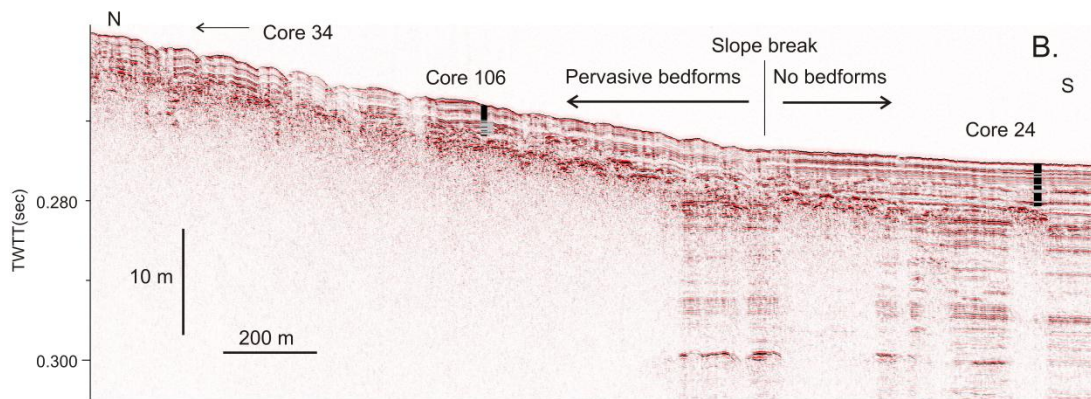 N
Core 34
Slope break
B.
Core 106
Pervasive bedforms
No bedforms
S
Core 24
TWTT(sec)
0.280
10 m
200 m
0.300